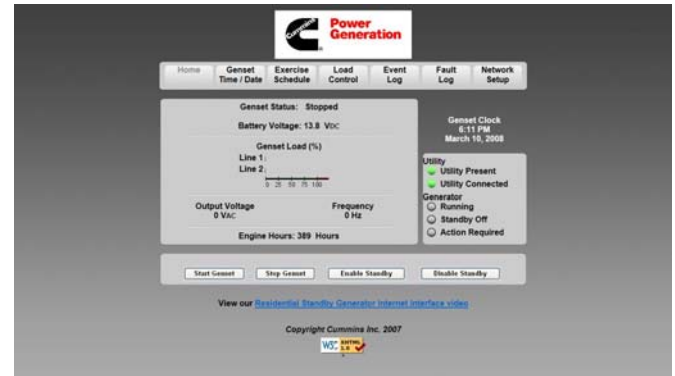 Cummins
Power
Generation
Home
Genset
Time / Date
Exercise
Schedule
Load
Control
Event
Log
Fault
Log
Network
Setup
Genset Status: Stopped
Battery Voltage: 13.8 VDC
Genset Load (%)
Line 1:
Line 2:
0 25 50 75 100
Output Voltage
0 VAC
Frequency
0 Hz
Engine Hours: 389 Hours
Genset Clock
6:11 PM
March 10, 2008
Utility
Utility Present
Utility Connected
Generator
Running
Standby Off
Action Required
Start Genset
Stop Genset
Enable Standby
Disable Standby
View our Residential Standby Generator Internet Interface video
Copyright Cummins Inc. 2007
W3C XHTML
1.0